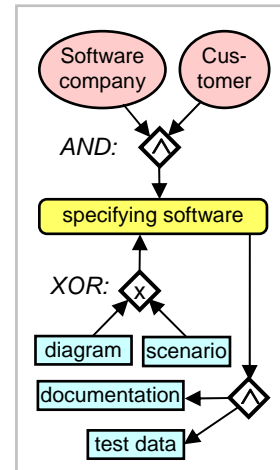 Software
company
Cus-
tomer
AND:
∧
specifying software
XOR:
x
diagram
scenario
documentation
∧
test data